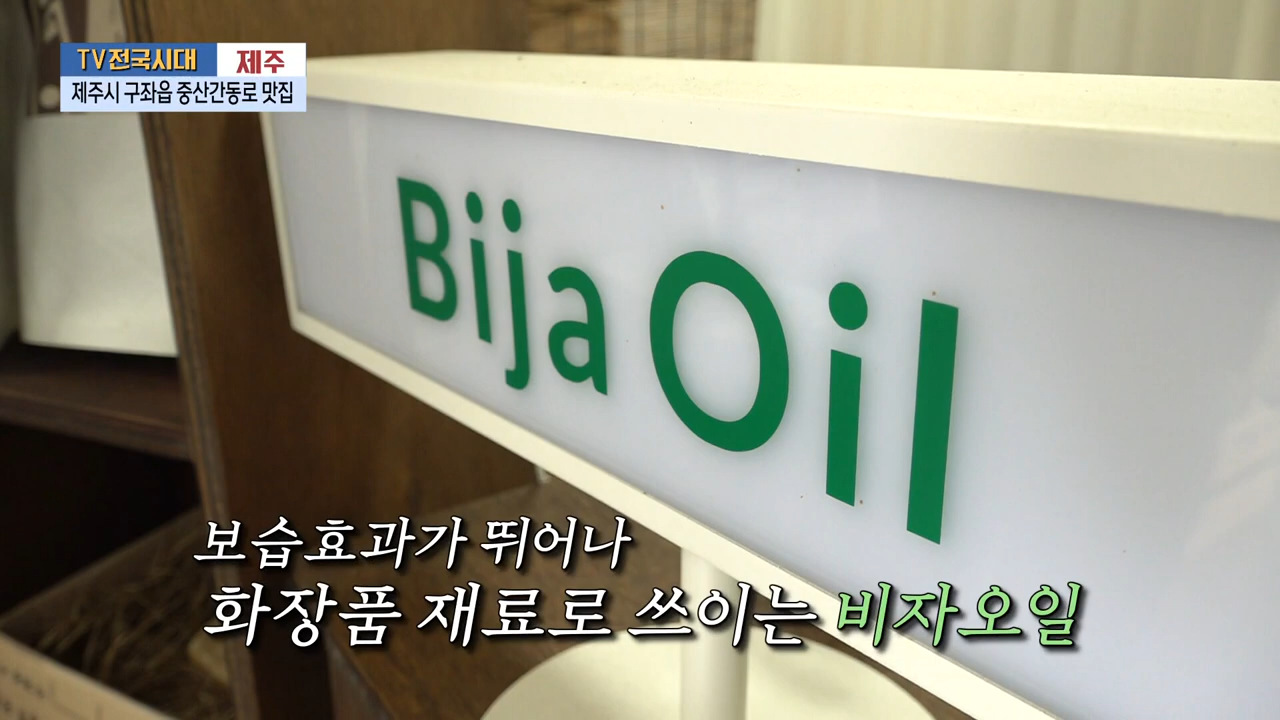 TV전국시대 제주
제주시 구좌읍 중산간동로 맛집
Bija Oil
보습효과가 뛰어나
화장품 재료로 쓰이는 비자오일